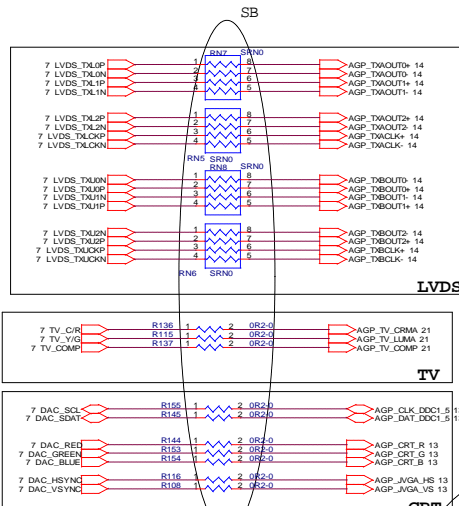 SB
RN7 SRN0
7 LVDS_TXL0P 1 8 AGP_TXAOUT0+ 14
7 LVDS_TXL0N 2 7 AGP_TXAOUT0- 14
7 LVDS_TXL1P 3 6 AGP_TXAOUT1+ 14
7 LVDS_TXL1N 4 5 AGP_TXAOUT1- 14
7 LVDS_TXL2P 1 8 AGP_TXAOUT2+ 14
7 LVDS_TXL2N 2 7 AGP_TXAOUT2- 14
7 LVDS_TXLCKP 3 6 AGP_TXACLK+ 14
7 LVDS_TXLCKN 4 5 AGP_TXACLK- 14
RN5 SRN0
RN8 SRN0
7 LVDS_TXU0N 1 8 AGP_TXBOUT0- 14
7 LVDS_TXU0P 2 7 AGP_TXBOUT0+ 14
7 LVDS_TXU1N 3 6 AGP_TXBOUT1- 14
7 LVDS_TXU1P 4 5 AGP_TXBOUT1+ 14
7 LVDS_TXU2N 1 8 AGP_TXBOUT2- 14
7 LVDS_TXU2P 2 7 AGP_TXBOUT2+ 14
7 LVDS_TXUCKP 3 6 AGP_TXBCLK+ 14
7 LVDS_TXUCKN 4 5 AGP_TXBCLK- 14
RN6 SRN0
LVDS
7 TV_C/R R136 1 2 0R2-0 AGP_TV_CRMA 21
7 TV_Y/G R115 1 2 0R2-0 AGP_TV_LUMA 21
7 TV_COMP R137 1 2 0R2-0 AGP_TV_COMP 21
TV
7 DAC_SCL R155 1 2 0R2-0 AGP_CLK_DDC1_5
7 DAC_SDAT R145 1 2 0R2-0 AGP_DAT_DDC1_5
7 DAC_RED R144 1 2 0R2-0 AGP_CRT_R 13
7 DAC_GREEN R153 1 2 0R2-0 AGP_CRT_G 13
7 DAC_BLUE R154 1 2 0R2-0 AGP_CRT_B 13
7 DAC_HSYNC R116 1 2 0R2-0 AGP_JVGA_HS 13
7 DAC_VSYNC R108 1 2 0R2-0 AGP_JVGA_VS 13
CRT